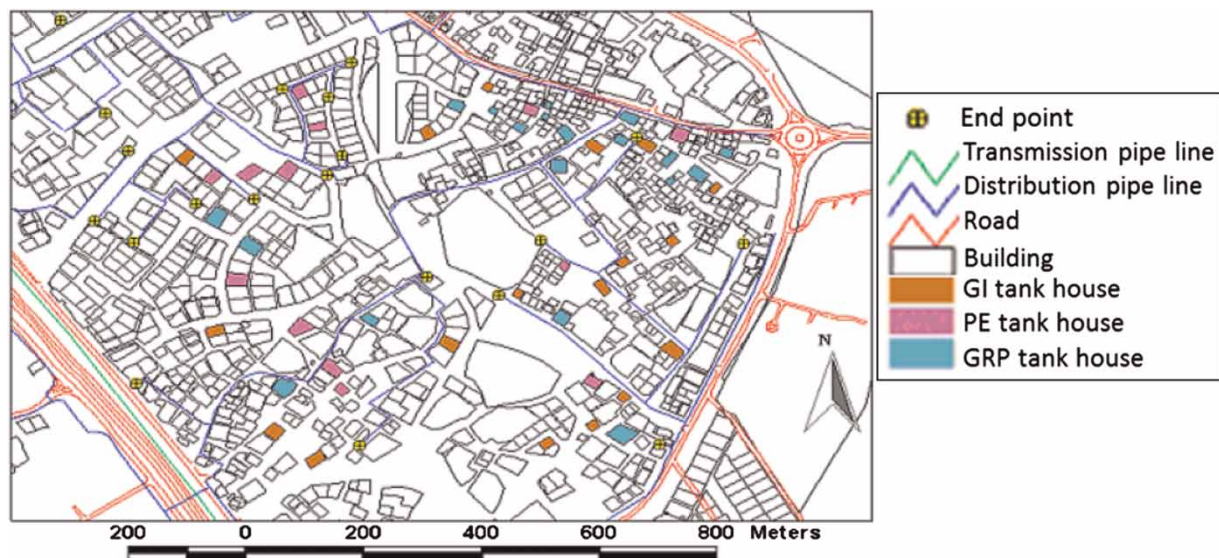 End point
Transmission pipe line
Distribution pipe line
Road
Building
GI tank house
PE tank house
GRP tank house
N
200 0 200 400 600 800 Meters